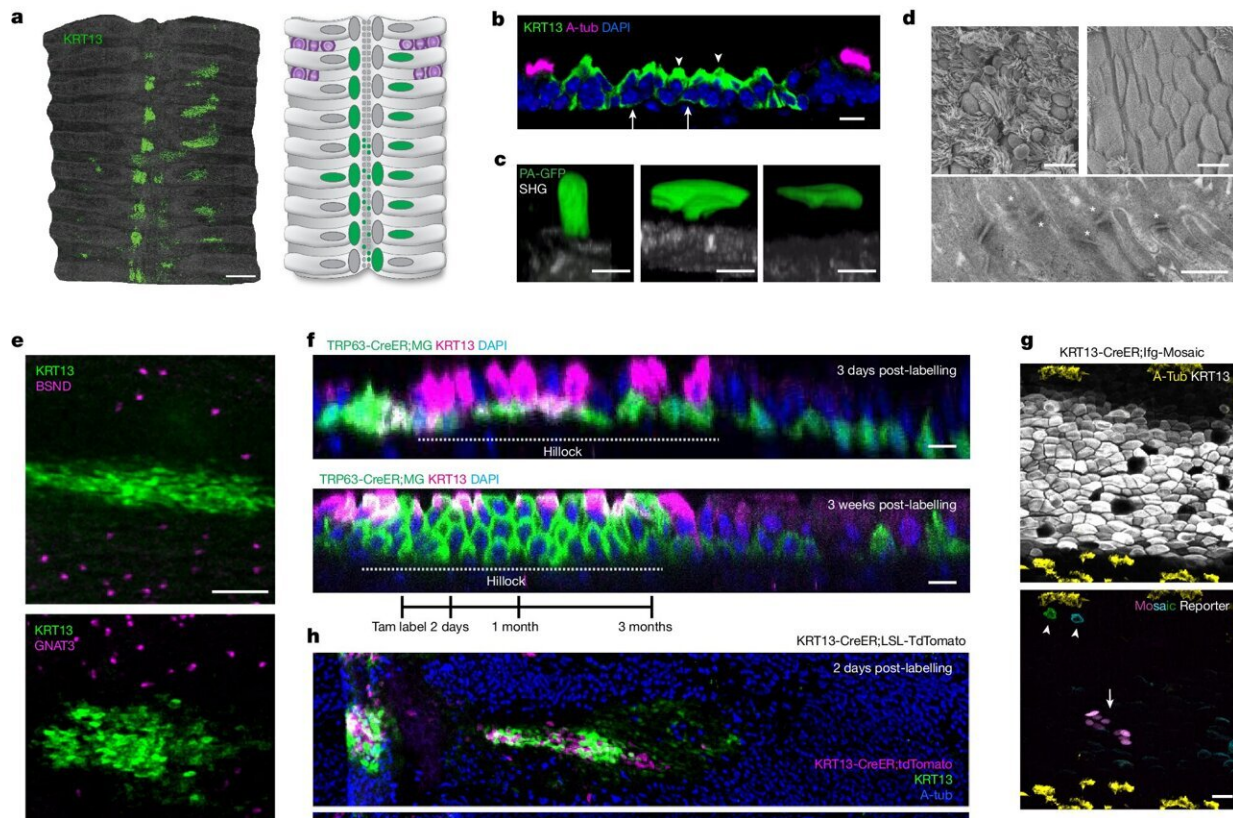 a
KRT13
b
KRT13 A-tub DAPI
c
PA-GFP
SHG
d
e
KRT13
BSND
KRT13
GNAT3
f
TRP63-CreER;MG KRT13 DAPI
3 days post-labelling
Hillock
TRP63-CreER;MG KRT13 DAPI
3 weeks post-labelling
Hillock
Tam label 2 days 1 month 3 months
g
KRT13-CreER;Ifg-Mosaic
A-Tub KRT13
Mosaic Reporter
h
KRT13-CreER;LSL-TdTomato
2 days post-labelling
KRT13-CreER;tdTomato
KRT13
A-tub